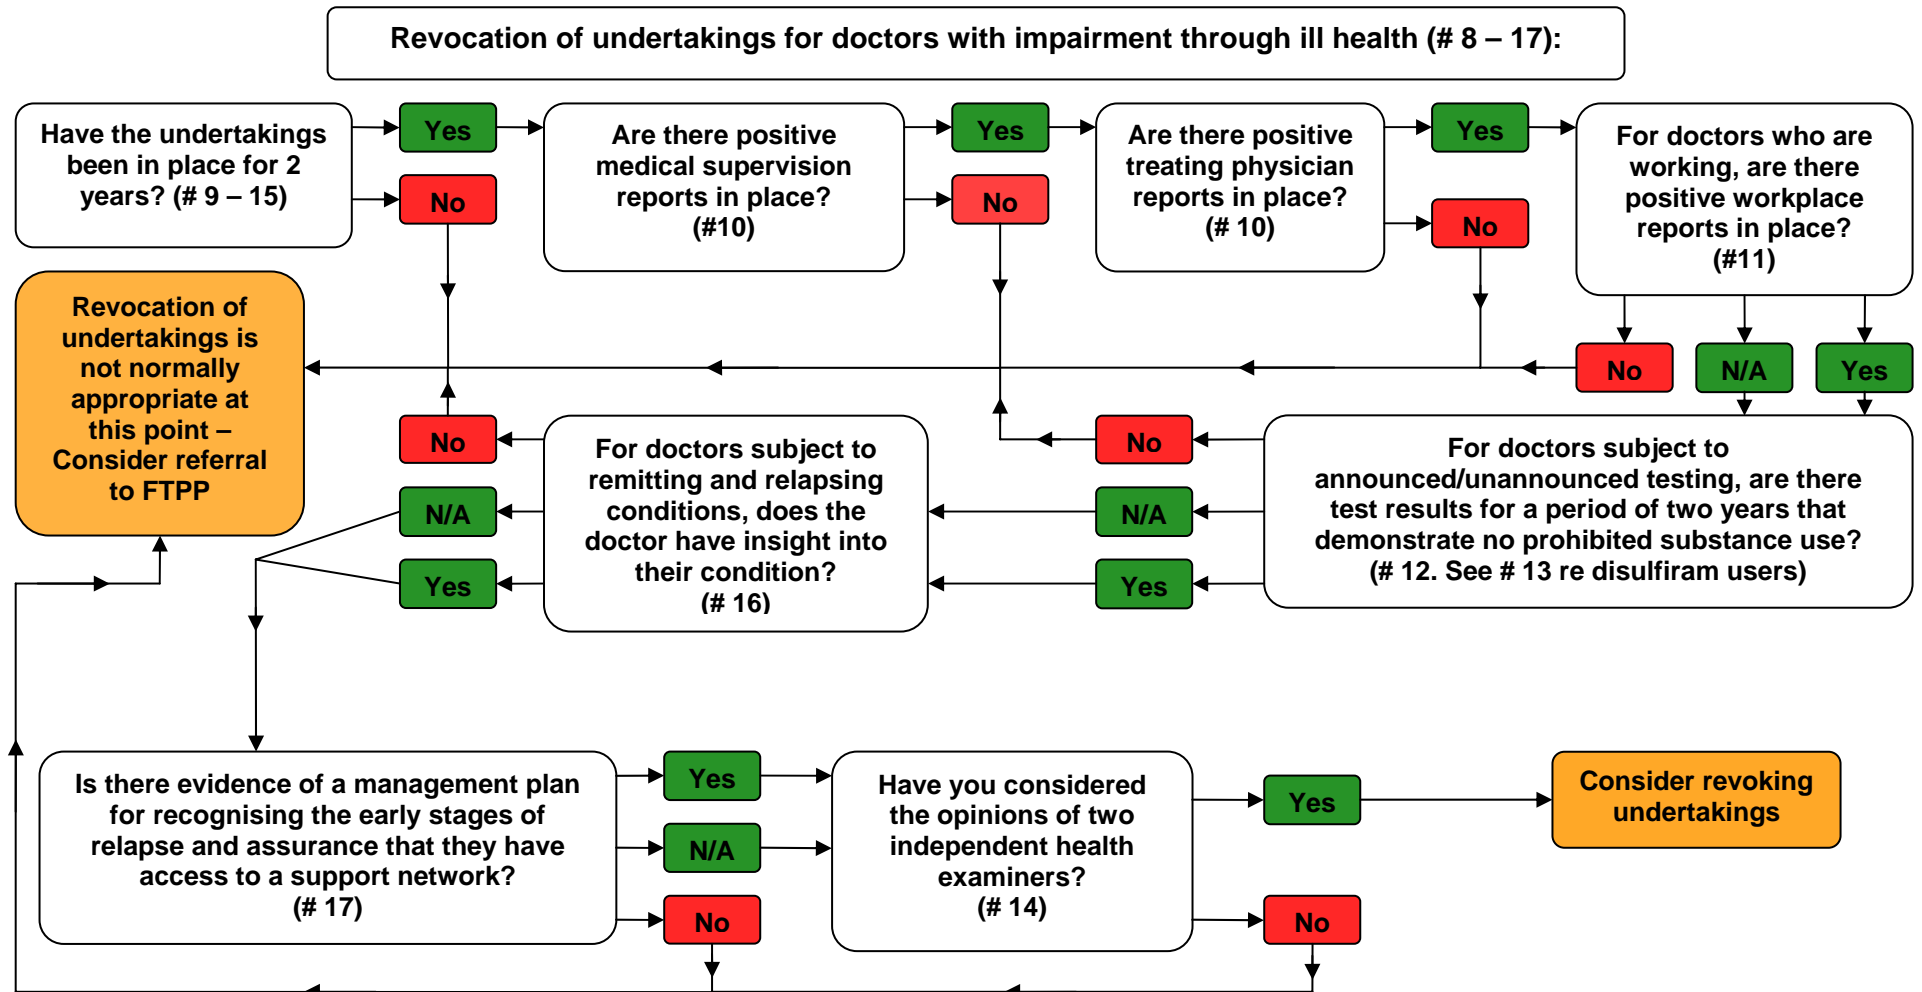 Revocation of undertakings for doctors with impairment through ill health (# 8 – 17):
Have the undertakings
been in place for 2
years? (# 9 – 15)
Yes
No
Are there positive
medical supervision
reports in place?
(#10)
Yes
No
Are there positive
treating physician
reports in place?
(# 10)
Yes
No
For doctors who are
working, are there
positive workplace
reports in place?
(#11)
No
N/A
Yes
Revocation of
undertakings is
not normally
appropriate at
this point –
Consider referral
to FTPP
For doctors subject to
announced/unannounced testing, are there
test results for a period of two years that
demonstrate no prohibited substance use?
(# 12. See # 13 re disulfiram users)
No
N/A
Yes
For doctors subject to
remitting and relapsing
conditions, does the
doctor have insight into
their condition?
(# 16)
No
N/A
Yes
Is there evidence of a management plan
for recognising the early stages of
relapse and assurance that they have
access to a support network?
(# 17)
Yes
N/A
No
Have you considered
the opinions of two
independent health
examiners?
(# 14)
Yes
No
Consider revoking
undertakings